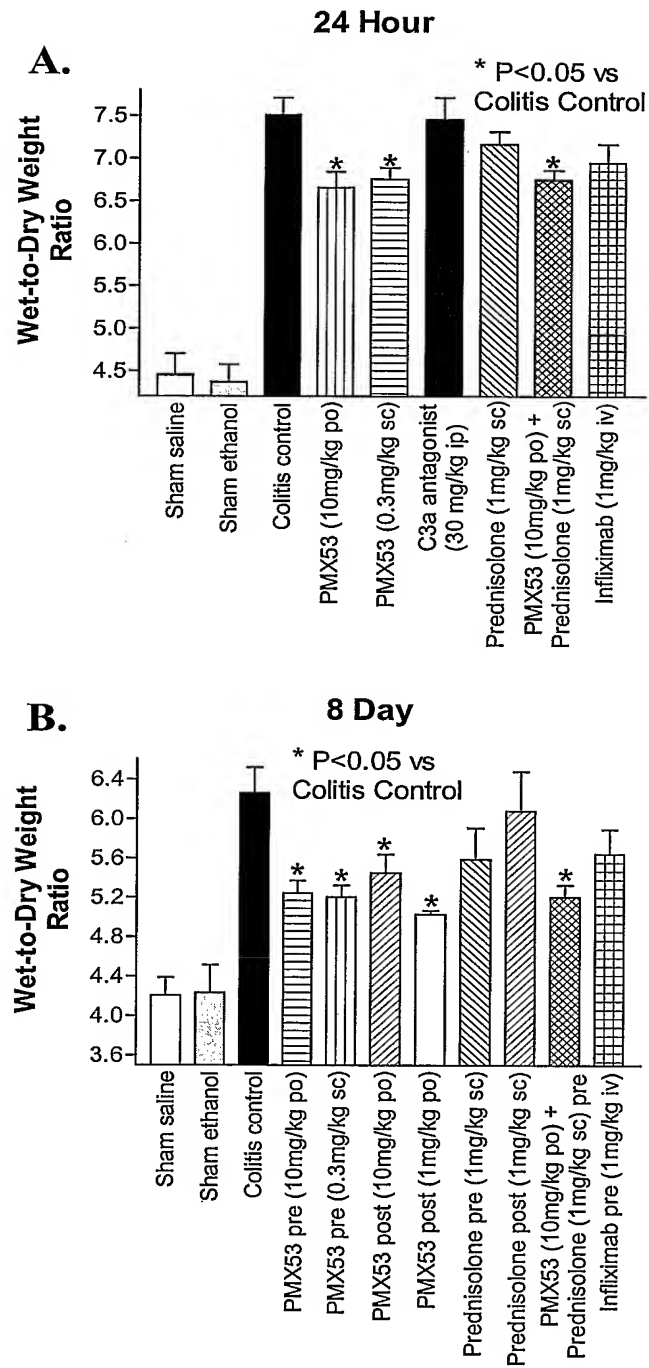 24 Hour
A.
* P<0.05 vs
Colitis Control
Wet-to-Dry Weight
Ratio
7.5
7.0
6.5
6.0
5.5
5.0
4.5
*
*
*
Sham saline
Sham ethanol
Colitis control
PMX53 (10mg/kg po)
PMX53 (0.3mg/kg sc)
C3a antagonist
(30 mg/kg ip)
Prednisolone (1mg/kg sc)
PMX53 (10mg/kg po) +
Prednisolone (1mg/kg sc)
Infliximab (1mg/kg iv)
B.
8 Day
* P<0.05 vs
Colitis Control
Wet-to-Dry Weight
Ratio
6.4
6.0
5.6
5.2
4.8
4.4
4.0
3.6
*
*
*
*
*
Sham saline
Sham ethanol
Colitis control
PMX53 pre (10mg/kg po)
PMX53 pre (0.3mg/kg sc)
PMX53 post (10mg/kg po)
PMX53 post (1mg/kg po)
Prednisolone pre (1mg/kg sc)
Prednisolone post (1mg/kg sc)
PMX53 (10mg/kg po) +
Prednisolone (1mg/kg sc) pre
Infliximab pre (1mg/kg iv)